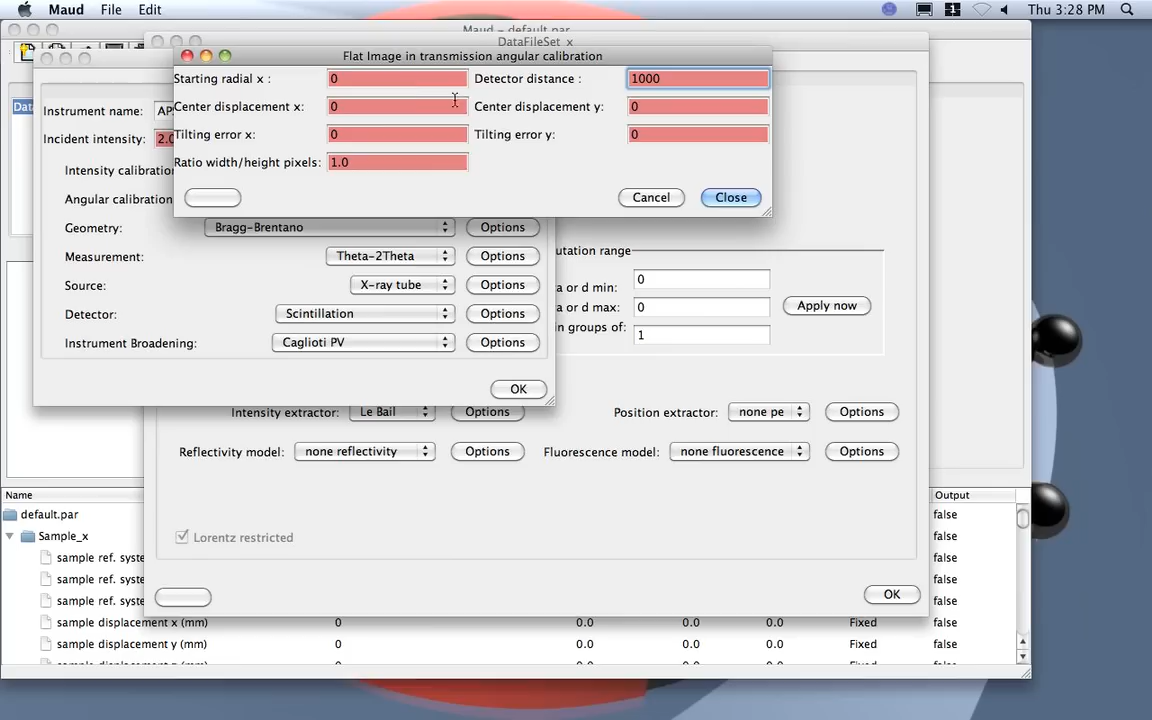 Maud File Edit Thu 3:28 PM
Maud - default.par
DataFileSet_x
Flat Image in transmission angular calibration
Starting radial x : 0 Detector distance : 1000
Center displacement x: 0 Center displacement y: 0
Tilting error x: 0 Tilting error y: 0
Ratio width/height pixels: 1.0
Cancel Close
Dat
Instrument name: AP
Incident intensity: 2.0
Intensity calibration
Angular calibration
Geometry: Bragg-Brentano Options
Measurement: Theta-2Theta Options
Source: X-ray tube Options
Detector: Scintillation Options
Instrument Broadening: Caglioti PV Options
OK
utation range
a or d min: 0
a or d max: 0 Apply now
in groups of: 1
Intensity extractor: Le Bail Options Position extractor: none pe Options
Reflectivity model: none reflectivity Options Fluorescence model: none fluorescence Options
Lorentz restricted
OK
Name Output
default.par false
Sample_x false
sample ref. syste false
sample ref. syste false
sample ref. syste false
sample displacement x (mm) 0 0.0 0.0 0.0 Fixed false
sample displacement y (mm) 0 0.0 0.0 0.0 Fixed false